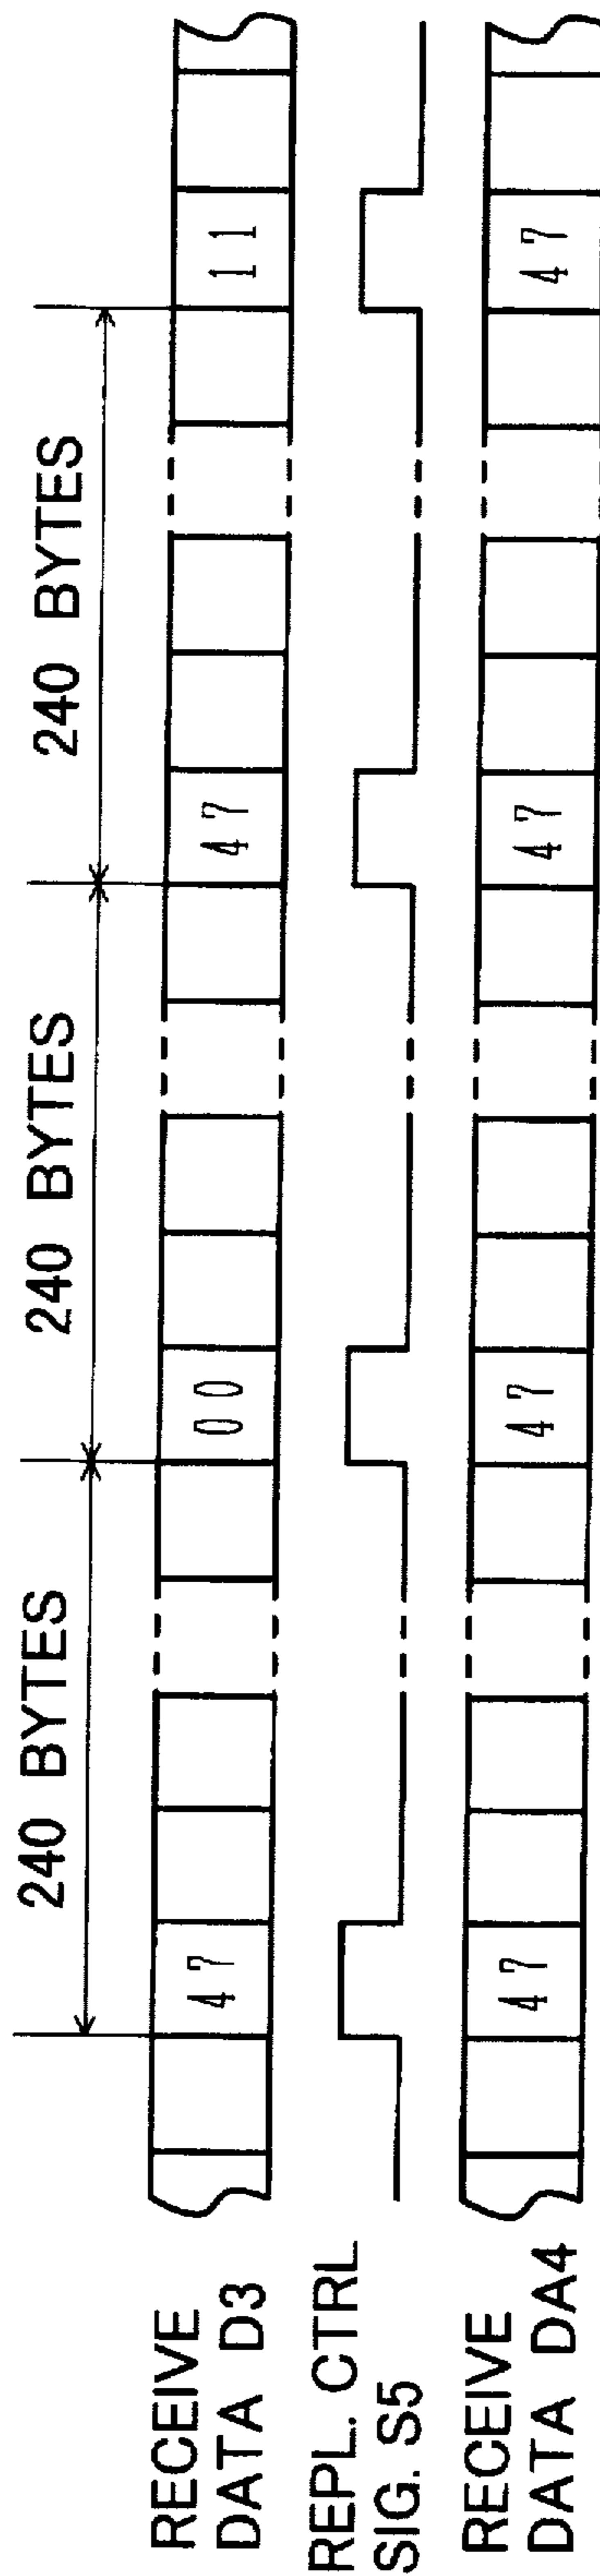 240 BYTES 240 BYTES 240 BYTES
RECEIVE
DATA D3
47 00 47 11
REPL. CTRL
SIG. S5
RECEIVE
DATA DA4
47 47 47 47